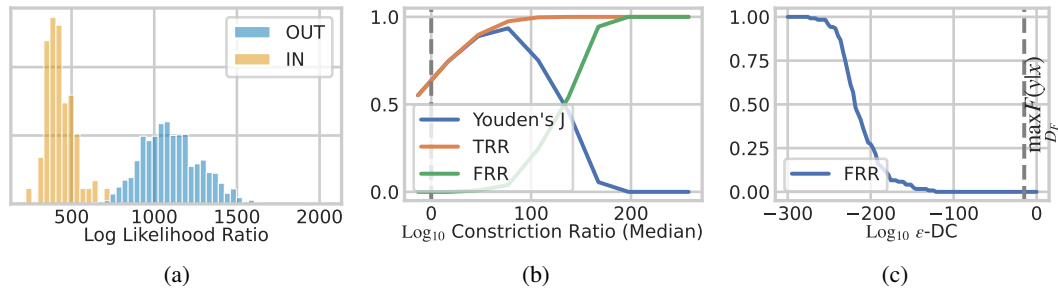 OUT
IN
500
1000
1500
2000
Log Likelihood Ratio
(a)
1.0
0.5
0.0
Youden's J
TRR
FRR
0
100
200
Log₁₀ Constriction Ratio (Median)
(b)
1.00
0.75
0.50
0.25
0.00
FRR
max F(y|x)
D_F
−300
−200
−100
0
Log₁₀ ε-DC
(c)